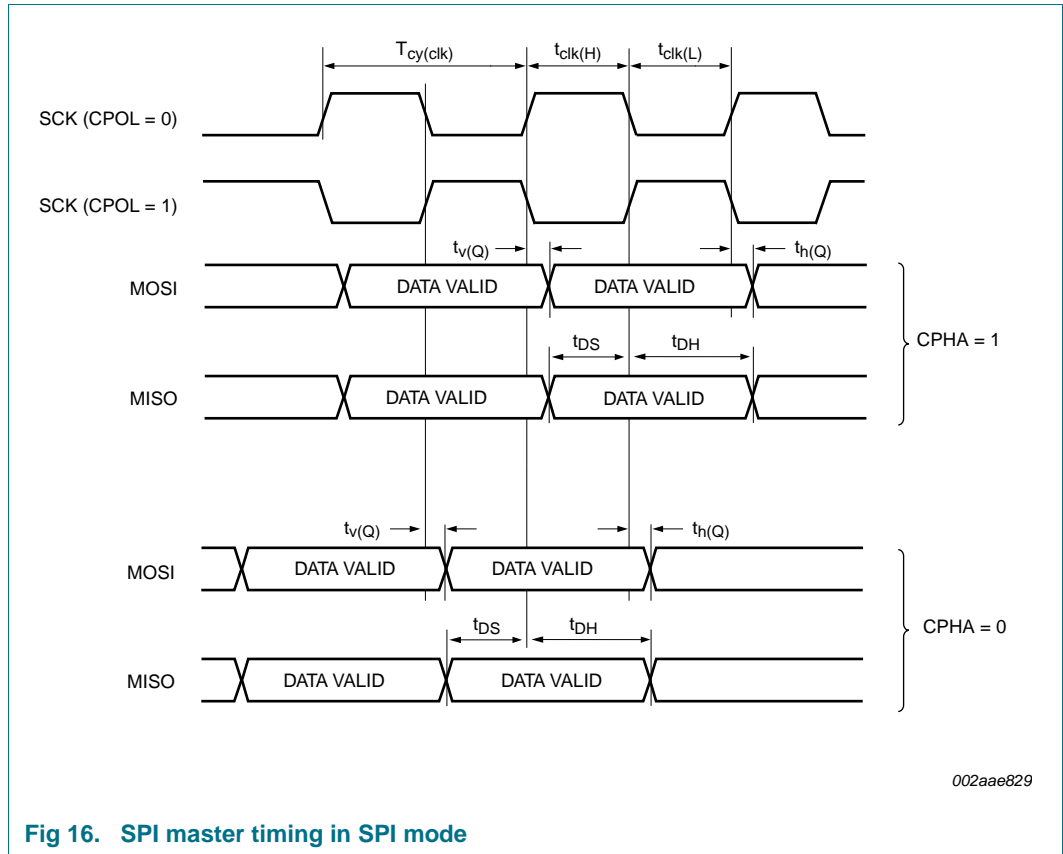 Tcy(clk) tclk(H) tclk(L)
SCK (CPOL = 0)
SCK (CPOL = 1)
tv(Q) th(Q)
MOSI DATA VALID DATA VALID
CPHA = 1
tDS tDH
MISO DATA VALID DATA VALID
tv(Q) th(Q)
MOSI DATA VALID DATA VALID
CPHA = 0
tDS tDH
MISO DATA VALID DATA VALID
002aae829
Fig 16. SPI master timing in SPI mode